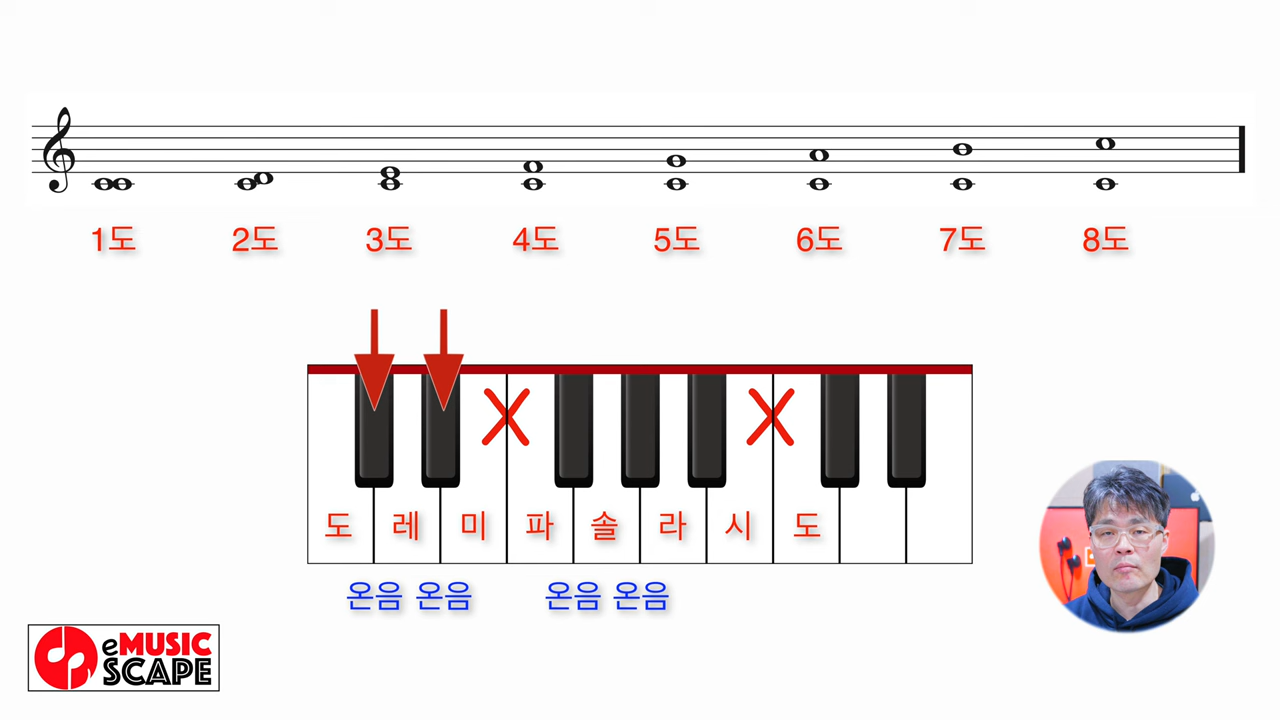 1도 2도 3도 4도 5도 6도 7도 8도
도 레 미 파 솔 라 시 도
온음 온음 온음 온음
eMUSIC
SCAPE